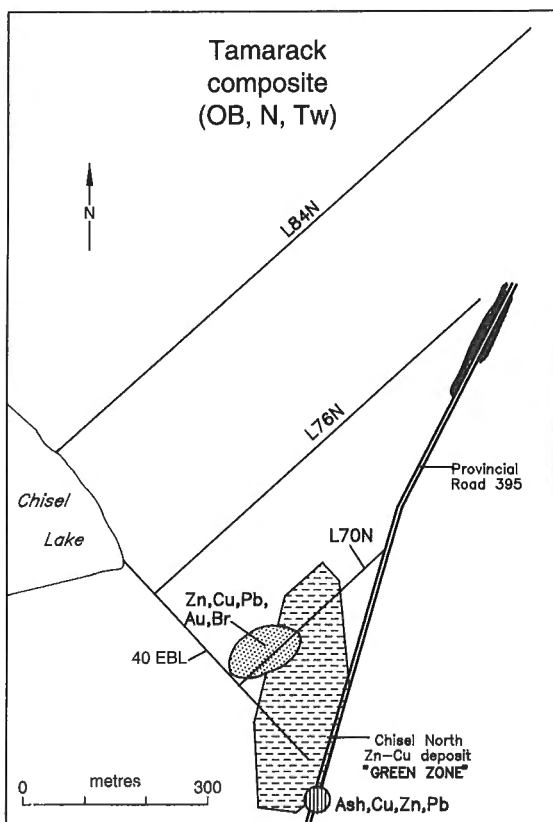 Tamarack
composite
(OB, N, Tw)
N
L84N
L76N
Provincial
Road 395
Chisel
Lake
L70N
Zn,Cu,Pb,
Au,Br
40 EBL
Chisel North
Zn-Cu deposit
"GREEN ZONE"
0 metres 300
Ash,Cu,Zn,Pb